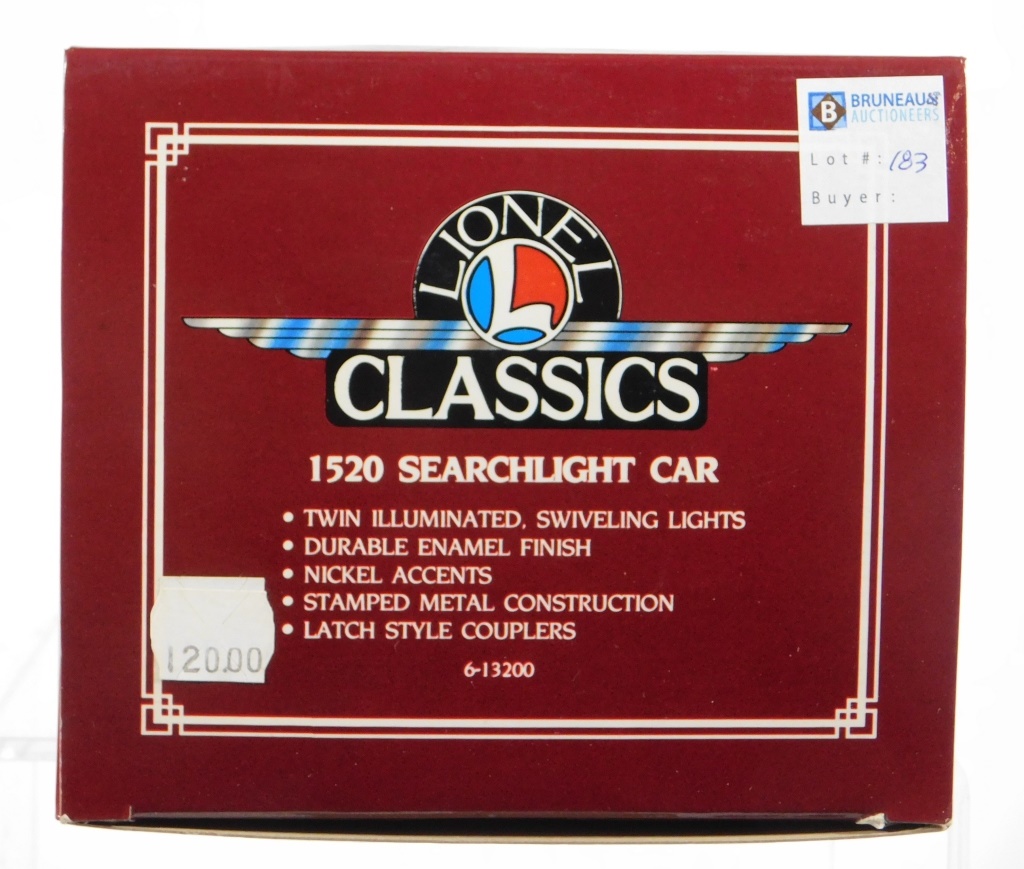 B BRUNEAU&
AUCTIONEERS
Lot #: 183
Buyer:
LIONEL
L
CLASSICS™
1520 SEARCHLIGHT CAR
• TWIN ILLUMINATED, SWIVELING LIGHTS
• DURABLE ENAMEL FINISH
• NICKEL ACCENTS
• STAMPED METAL CONSTRUCTION
• LATCH STYLE COUPLERS
120.00
6-13200